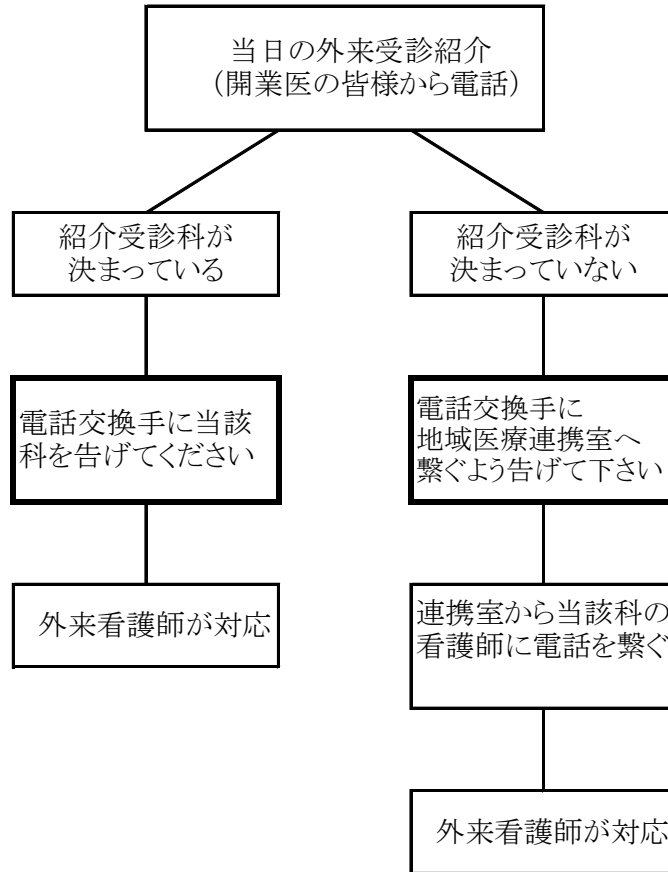 当日の外来受診紹介
（開業医の皆様から電話）
紹介受診科が
決まっている
電話交換手に当該
科を告げてください
外来看護師が対応
紹介受診科が
決まっていない
電話交換手に
地域医療連携室へ
繋ぐよう告げて下さい
連携室から当該科の
看護師に電話を繋ぐ
外来看護師が対応